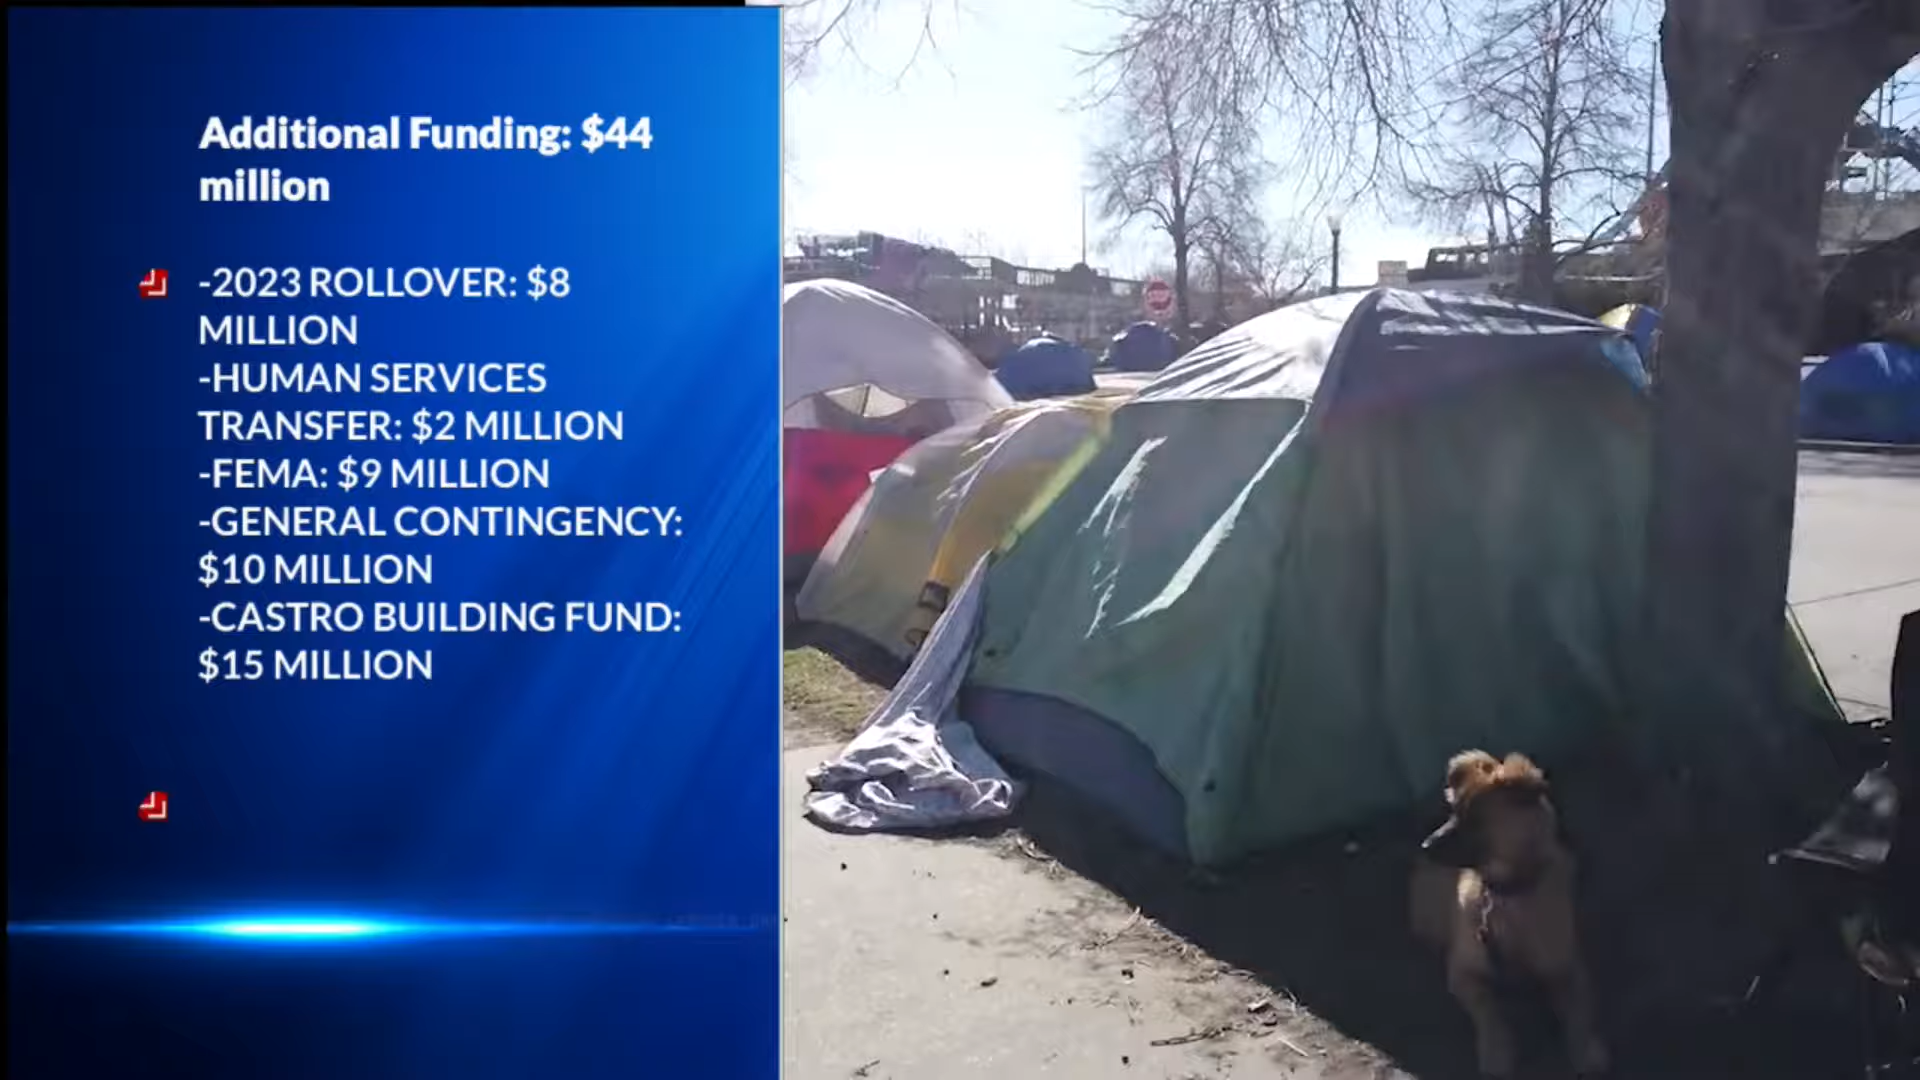 Additional Funding: $44
million
-2023 ROLLOVER: $8
MILLION
-HUMAN SERVICES
TRANSFER: $2 MILLION
-FEMA: $9 MILLION
-GENERAL CONTINGENCY:
$10 MILLION
-CASTRO BUILDING FUND:
$15 MILLION